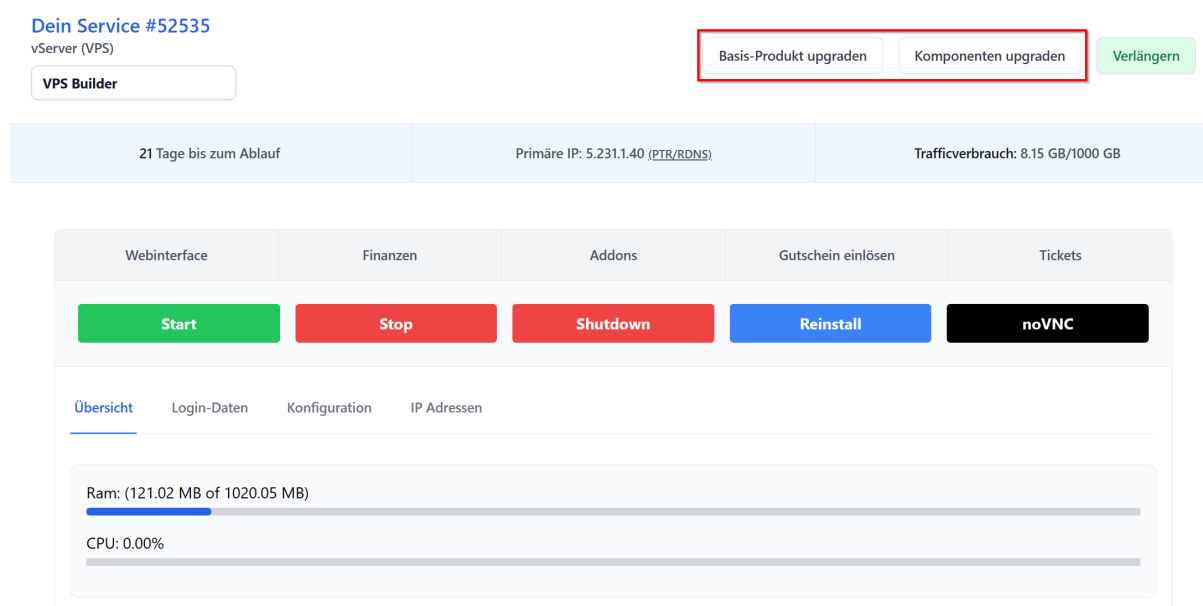 Dein Service #52535
vServer (VPS)
VPS Builder
Basis-Produkt upgraden
Komponenten upgraden
Verlängern
21 Tage bis zum Ablauf
Primäre IP: 5.231.1.40 (PTR/RDNS)
Trafficverbrauch: 8.15 GB/1000 GB
Webinterface
Finanzen
Addons
Gutschein einlösen
Tickets
Start
Stop
Shutdown
Reinstall
noVNC
Übersicht
Login-Daten
Konfiguration
IP Adressen
Ram: (121.02 MB of 1020.05 MB)
CPU: 0.00%